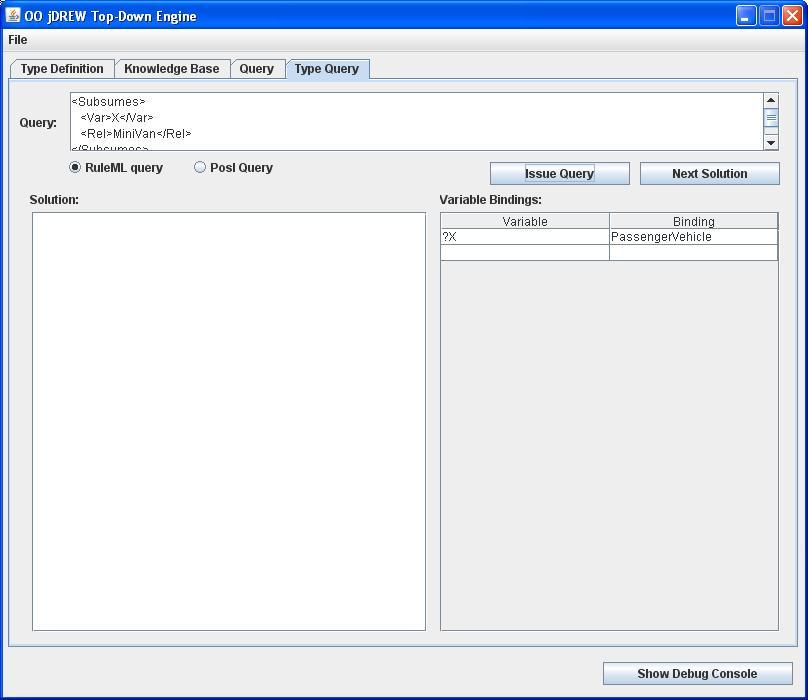 OO jDREW Top-Down Engine
File
Type Definition Knowledge Base Query Type Query
Query:
<Subsumes>
<Var>X</Var>
<Rel>MiniVan</Rel>
</Subsumes>
RuleML query Posl Query Issue Query Next Solution
Solution: Variable Bindings:
Variable Binding
?X PassengerVehicle
Show Debug Console